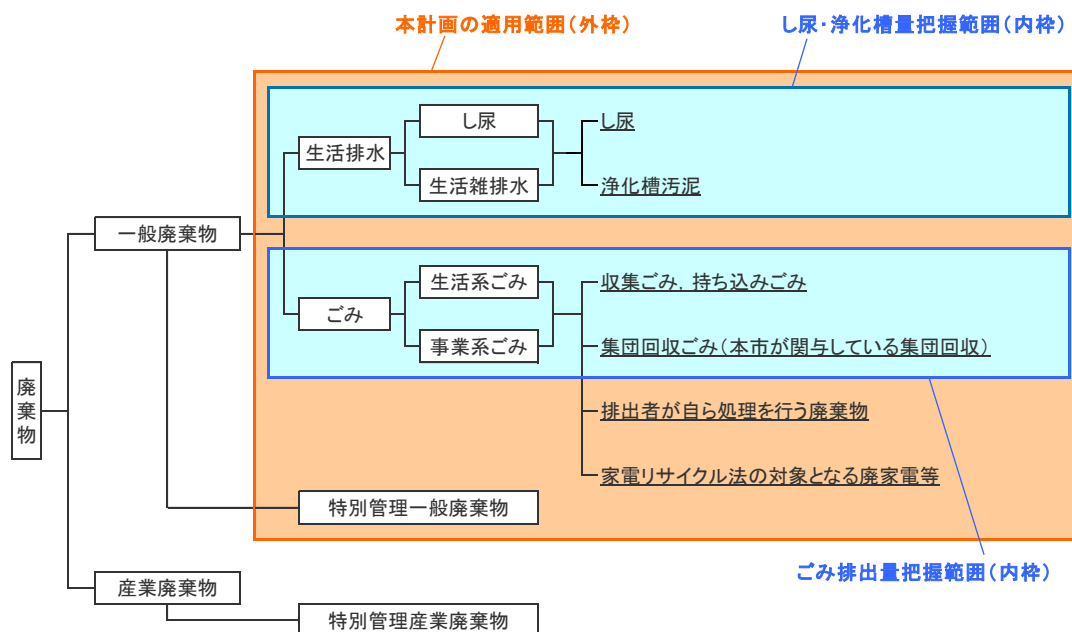 本計画の適用範囲(外枠)
し尿・浄化槽量把握範囲(内枠)
し尿
し尿
生活排水
生活雑排水
浄化槽汚泥
一般廃棄物
生活系ごみ
収集ごみ，持ち込みごみ
ごみ
事業系ごみ
集団回収ごみ(本市が関与している集団回収)
廃棄物
排出者が自ら処理を行う廃棄物
家電リサイクル法の対象となる廃家電等
特別管理一般廃棄物
ごみ排出量把握範囲(内枠)
産業廃棄物
特別管理産業廃棄物